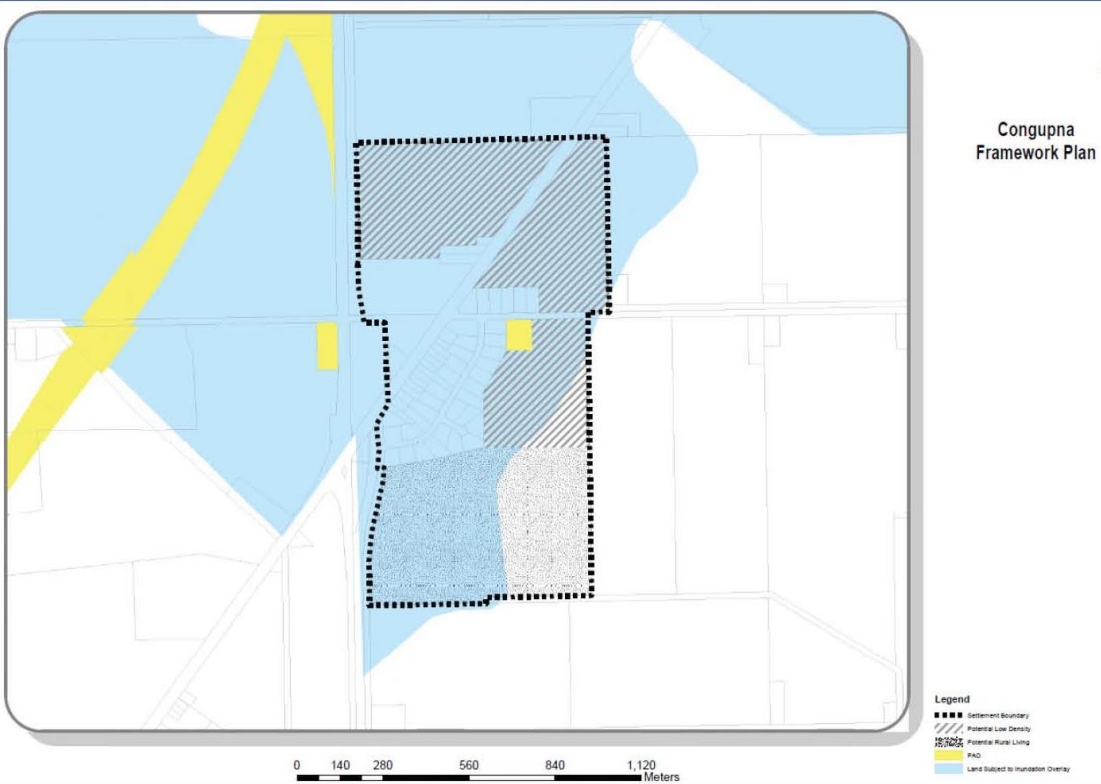 Congupna
Framework Plan
Legend
Settlement Boundary
Potential Low Density
Potential Rural Living
PAO
Land Subject to Inundation Overlay
0 140 280 560 840 1,120
Meters